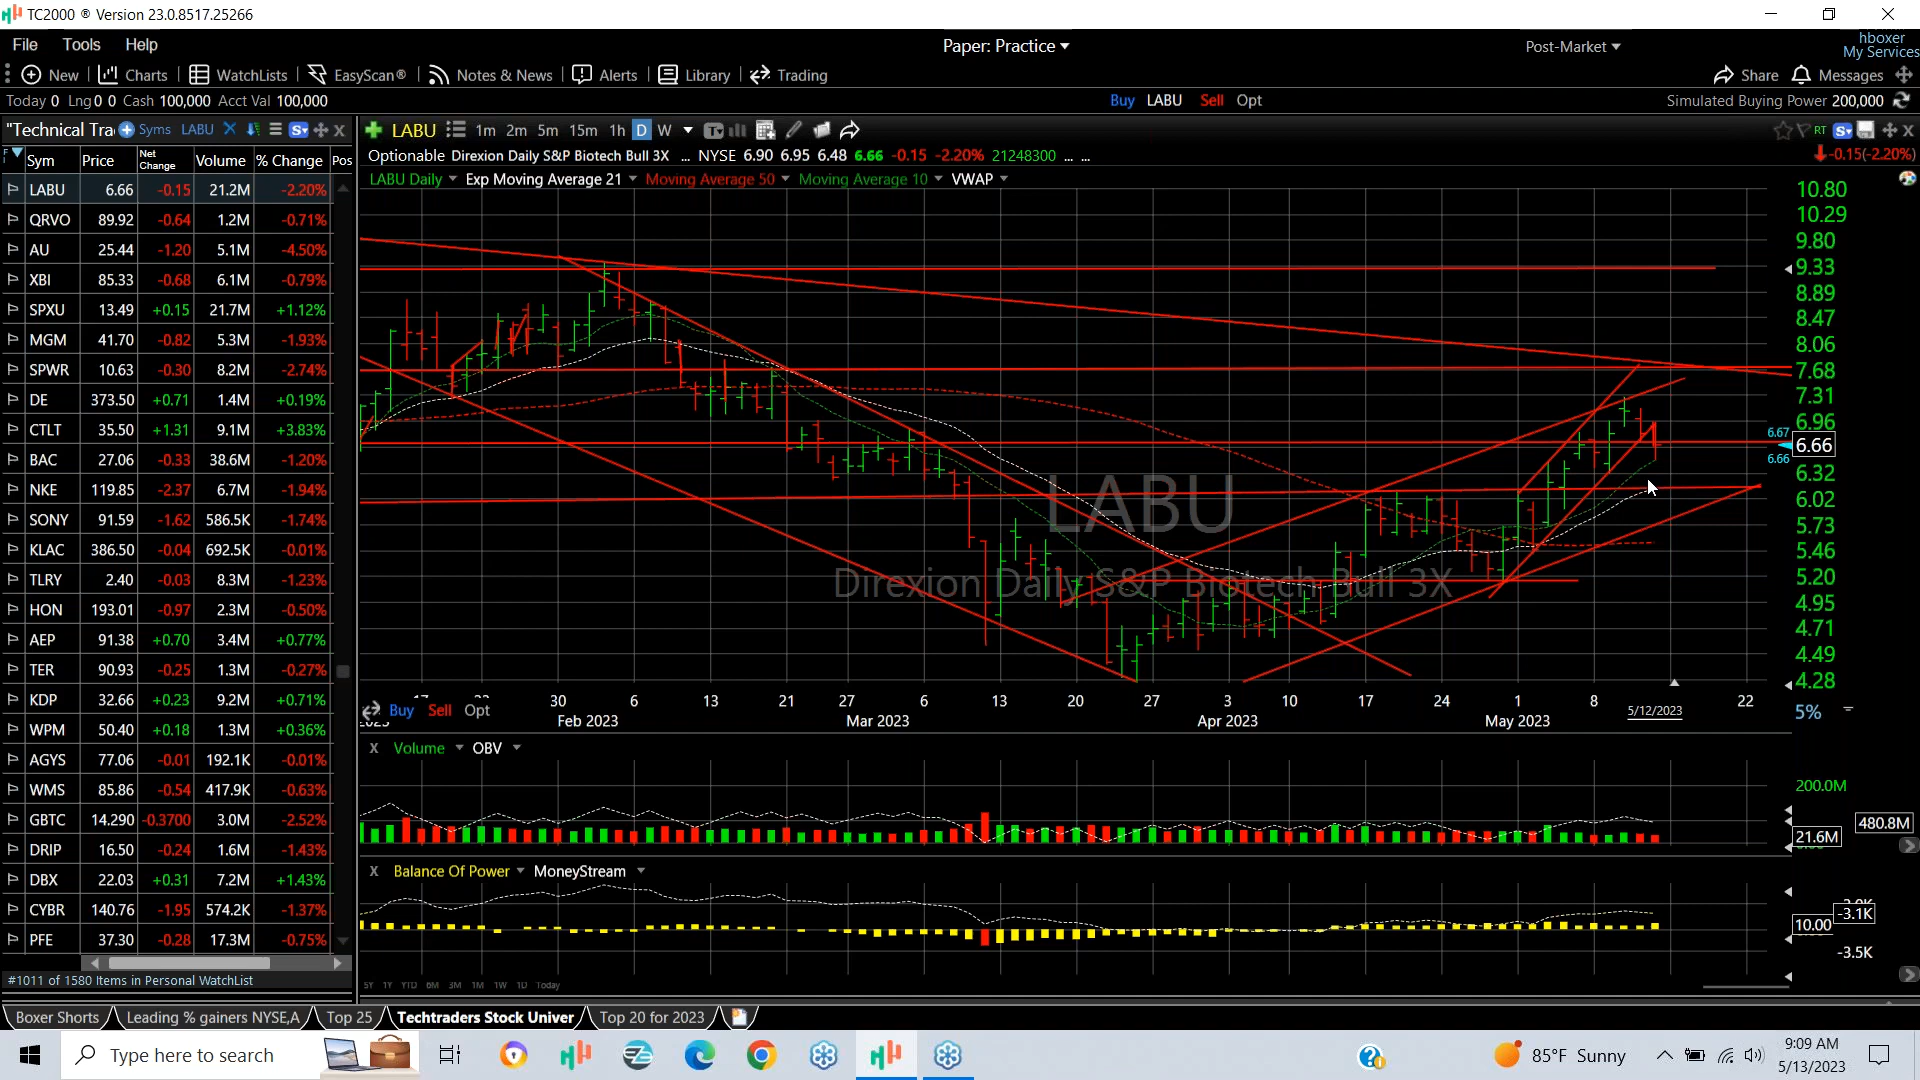 TC2000 ® Version 23.0.8517.25266
File Tools Help Paper: Practice Post-Market hboxer
My Services
New Charts WatchLists EasyScan® Notes & News Alerts Library Trading Share Messages
Today 0 Lng 0 0 Cash 100,000 Acct Val 100,000 Buy LABU Sell Opt Simulated Buying Power 200,000
"Technical Tra Syms LABU S
Sym Price Net Change Volume % Change Pos
LABU 6.66 -0.15 21.2M -2.20%
QRVO 89.92 -0.64 1.2M -0.71%
AU 25.44 -1.20 5.1M -4.50%
XBI 85.33 -0.68 6.1M -0.79%
SPXU 13.49 +0.15 21.7M +1.12%
MGM 41.70 -0.82 5.3M -1.93%
SPWR 10.63 -0.30 8.2M -2.74%
DE 373.50 +0.71 1.4M +0.19%
CTLT 35.50 +1.31 9.1M +3.83%
BAC 27.06 -0.33 38.6M -1.20%
NKE 119.85 -2.37 6.7M -1.94%
SONY 91.59 -1.62 586.5K -1.74%
KLAC 386.50 -0.04 692.5K -0.01%
TLRY 2.40 -0.03 8.3M -1.23%
HON 193.01 -0.97 2.3M -0.50%
AEP 91.38 +0.70 3.4M +0.77%
TER 90.93 -0.25 1.3M -0.27%
KDP 32.66 +0.23 9.2M +0.71%
WPM 50.40 +0.18 1.3M +0.36%
AGYS 77.06 -0.01 192.1K -0.01%
WMS 85.86 -0.54 417.9K -0.63%
GBTC 14.290 -0.3700 3.0M -2.52%
DRIP 16.50 -0.24 1.6M -1.43%
DBX 22.03 +0.31 7.2M +1.43%
CYBR 140.76 -1.95 574.2K -1.37%
PFE 37.30 -0.28 17.3M -0.75%
#1011 of 1580 Items in Personal WatchList
LABU 1m 2m 5m 15m 1h D W RT S
Optionable Direxion Daily S&P Biotech Bull 3X ... NYSE 6.90 6.95 6.48 6.66 -0.15 -2.20% 21248300 ... ... -0.15(-2.20%)
LABU Daily Exp Moving Average 21 Moving Average 50 Moving Average 10 VWAP
10.80
10.29
9.80
9.33
8.89
8.47
8.06
7.68
7.31
6.96
6.67
6.66
6.66
6.32
6.02
5.73
5.46
5.20
4.95
4.71
4.49
4.28
LABU
Direxion Daily S&P Biotech Bull 3X
30 6 13 21 27 6 13 20 27 3 10 17 24 1 8 22
Feb 2023 Mar 2023 Apr 2023 May 2023 5/12/2023
Buy Sell Opt 5%
X Volume OBV
200.0M
480.8M
21.6M
X Balance Of Power MoneyStream
-3.1K
10.00
-3.5K
5Y 1Y YTD 6M 3M 1M 1W 1D Today
Boxer Shorts Leading % gainers NYSE,A Top 25 Techtraders Stock Univer Top 20 for 2023
Type here to search 85°F Sunny 9:09 AM
5/13/2023